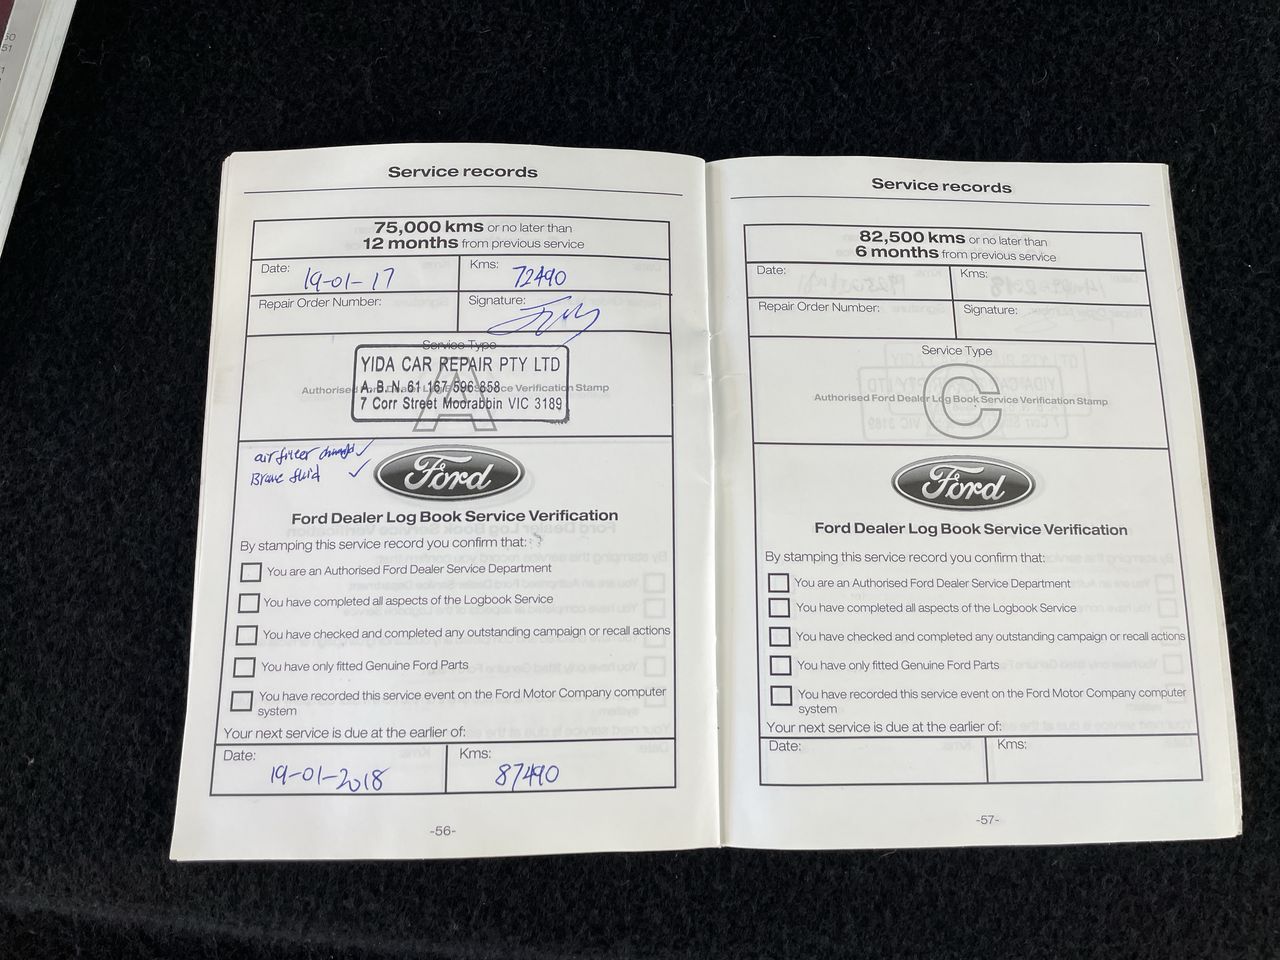 50
51
Service records
75,000 kms or no later than
12 months from previous service
Date:
19-01-17
Kms:
72490
Repair Order Number:
Signature:
Service Type
YIDA CAR REPAIR PTY LTD
A.B.N. 61 167 596 858
7 Corr Street Moorabbin VIC 3189
A
Authorised Ford Dealer Log Book Service Verification Stamp
air filter changed ✓
Brake fluid ✓
Ford
Ford Dealer Log Book Service Verification
By stamping this service record you confirm that:
You are an Authorised Ford Dealer Service Department
You have completed all aspects of the Logbook Service
You have checked and completed any outstanding campaign or recall actions
You have only fitted Genuine Ford Parts
You have recorded this service event on the Ford Motor Company computer
system
Your next service is due at the earlier of:
Date:
19-01-2018
Kms:
87490
-56-
Service records
82,500 kms or no later than
6 months from previous service
Date:
Kms:
Repair Order Number:
Signature:
Service Type
C
Authorised Ford Dealer Log Book Service Verification Stamp
Ford
Ford Dealer Log Book Service Verification
By stamping this service record you confirm that:
You are an Authorised Ford Dealer Service Department
You have completed all aspects of the Logbook Service
You have checked and completed any outstanding campaign or recall actions
You have only fitted Genuine Ford Parts
You have recorded this service event on the Ford Motor Company computer
system
Your next service is due at the earlier of:
Date:
Kms:
-57-